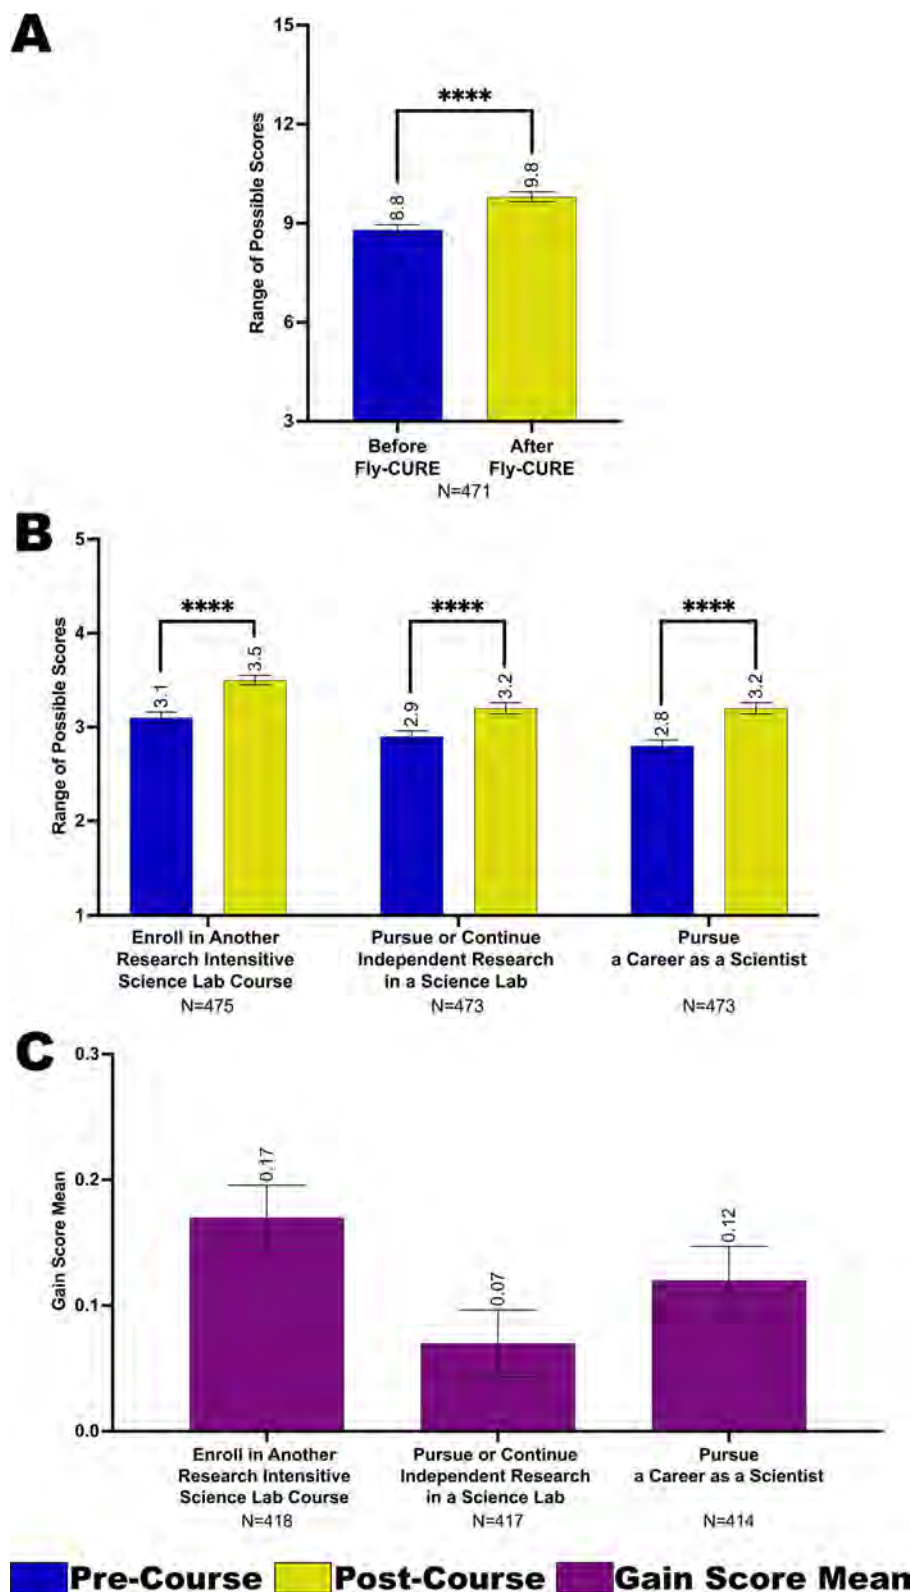 A
15
12
9
6
3
Range of Possible Scores
****
8.8
9.8
Before
Fly-CURE
After
Fly-CURE
N=471
B
5
4
3
2
1
Range of Possible Scores
****
****
****
3.1
3.5
2.9
3.2
2.8
3.2
Enroll in Another
Research Intensitive
Science Lab Course
N=475
Pursue or Continue
Independent Research
in a Science Lab
N=473
Pursue
a Career as a Scientist
N=473
C
0.3
0.2
0.1
0.0
Gain Score Mean
0.17
0.07
0.12
Enroll in Another
Research Intensitive
Science Lab Course
N=418
Pursue or Continue
Independent Research
in a Science Lab
N=417
Pursue
a Career as a Scientist
N=414
Pre-Course Post-Course Gain Score Mean